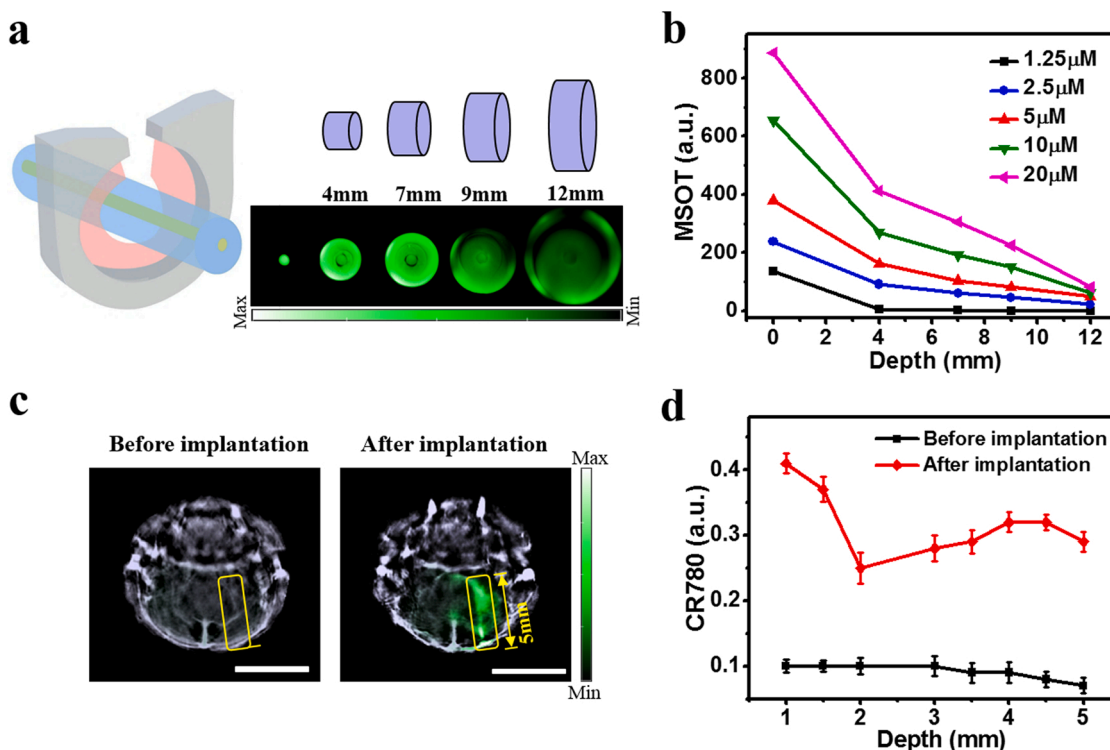 a
4mm 7mm 9mm 12mm
Max
Min
b
MSOT (a.u.)
800
600
400
200
0
1.25μM
2.5μM
5μM
10μM
20μM
0 2 4 6 8 10 12
Depth (mm)
c
Before implantation
After implantation
5mm
Max
Min
d
CR780 (a.u.)
0.4
0.3
0.2
0.1
Before implantation
After implantation
1 2 3 4 5
Depth (mm)